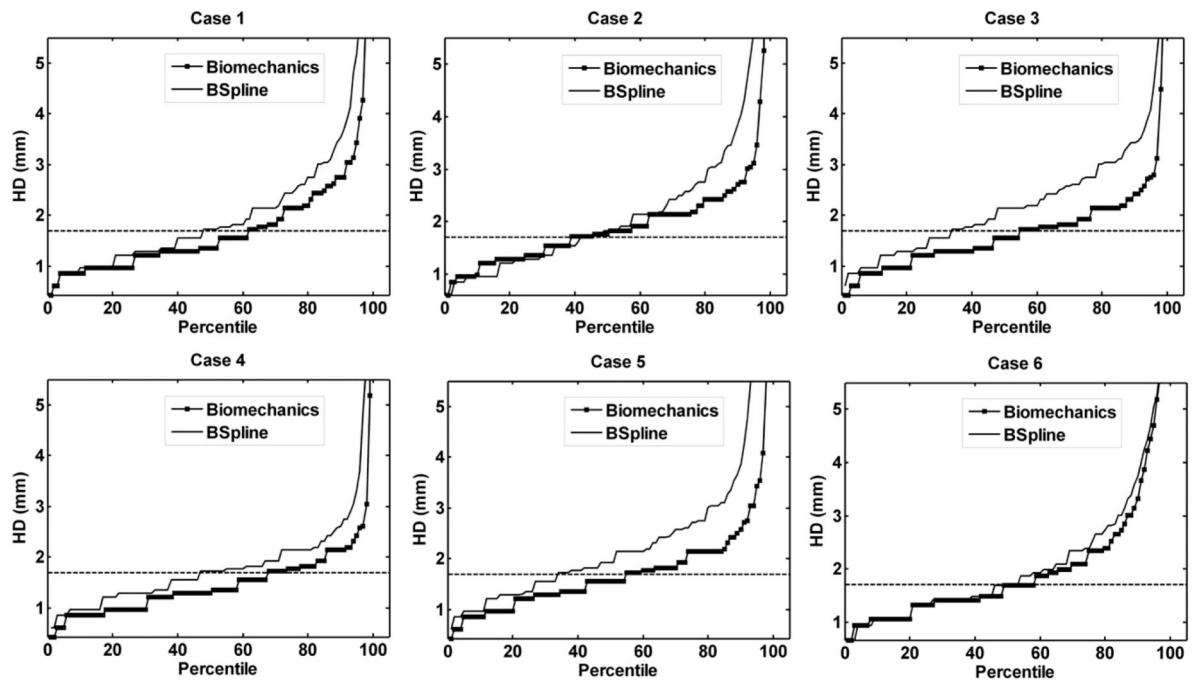 Case 1
5
4
3
2
1
HD (mm)
Biomechanics
BSpline
0 20 40 60 80 100
Percentile
Case 2
5
4
3
2
1
HD (mm)
Biomechanics
BSpline
0 20 40 60 80 100
Percentile
Case 3
5
4
3
2
1
HD (mm)
Biomechanics
BSpline
0 20 40 60 80 100
Percentile
Case 4
5
4
3
2
1
HD (mm)
Biomechanics
BSpline
0 20 40 60 80 100
Percentile
Case 5
5
4
3
2
1
HD (mm)
Biomechanics
BSpline
0 20 40 60 80 100
Percentile
Case 6
5
4
3
2
1
HD (mm)
Biomechanics
BSpline
0 20 40 60 80 100
Percentile